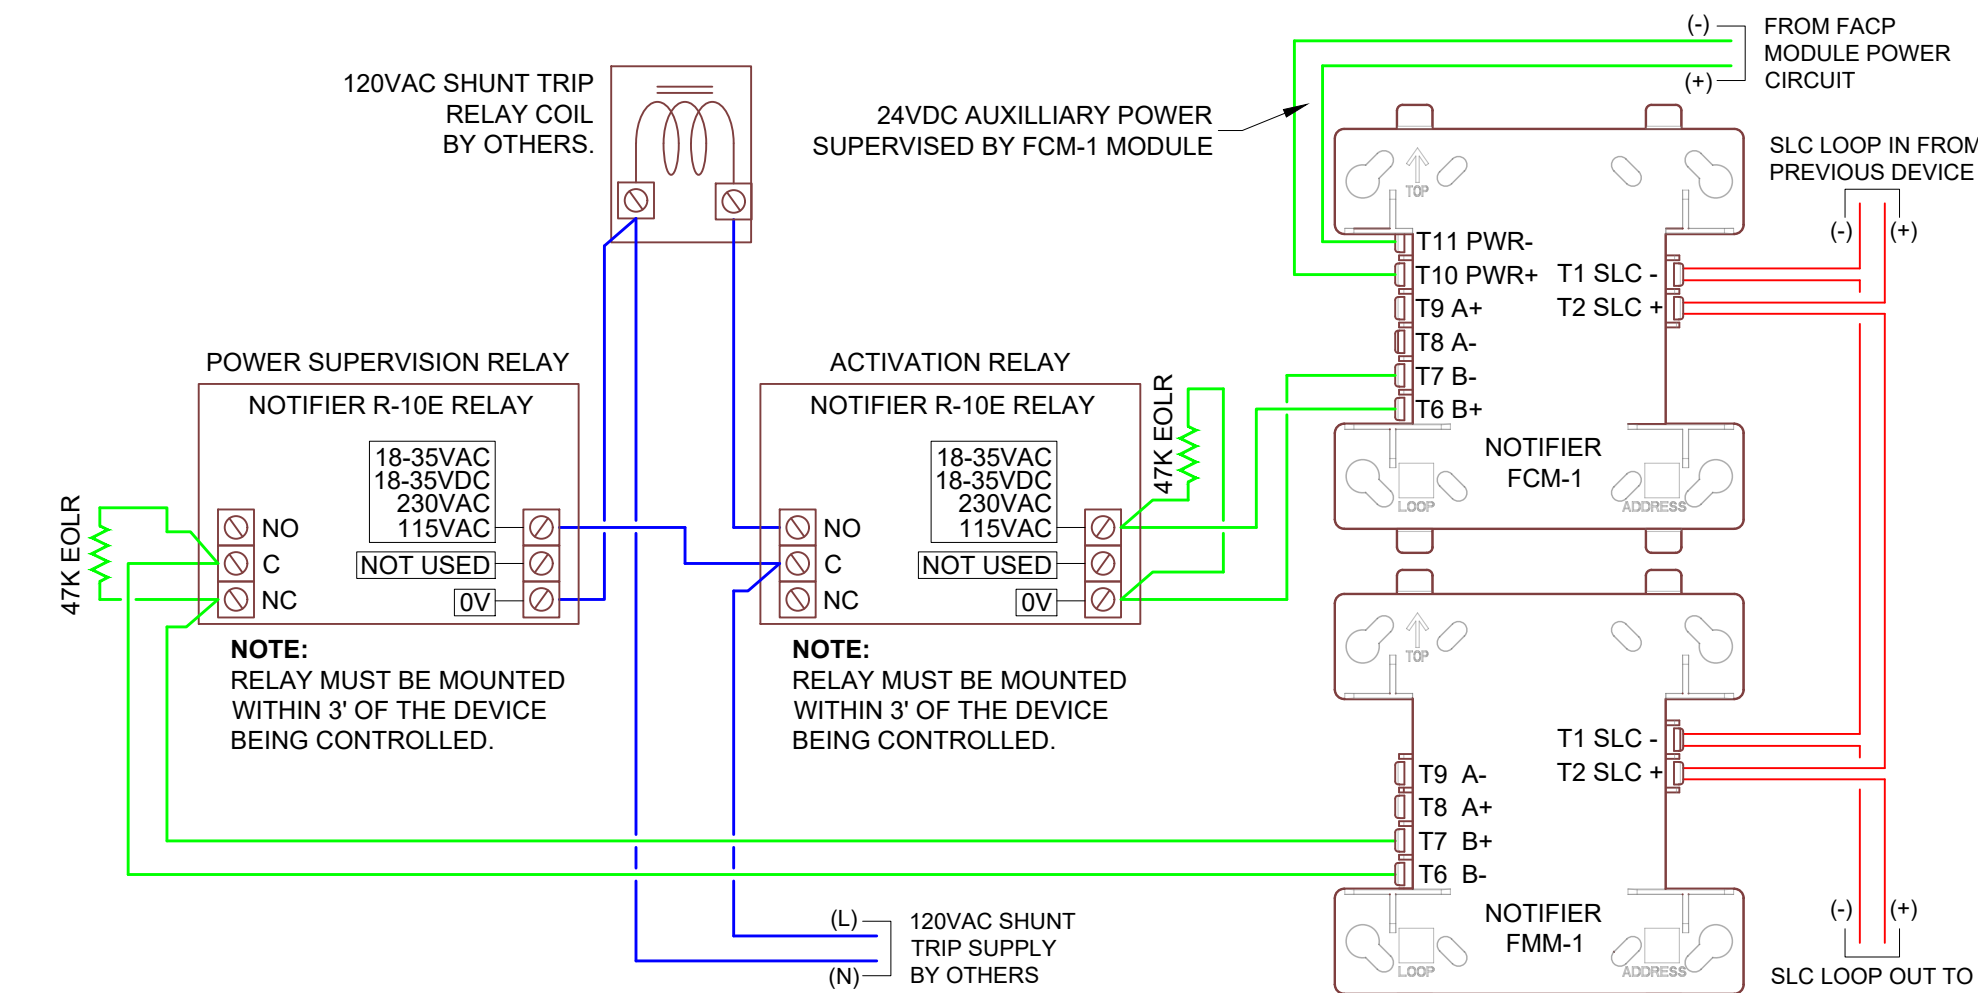 120VAC SHUNT TRIP
RELAY COIL
BY OTHERS.
24VDC AUXILLIARY POWER
SUPERVISED BY FCM-1 MODULE
(-)
(+)
FROM FACP
MODULE POWER
CIRCUIT
SLC LOOP IN FROM
PREVIOUS DEVICE
(-)
(+)
TOP
T11 PWR-
T10 PWR+
T9 A+
T8 A-
T7 B-
T6 B+
T1 SLC -
T2 SLC +
NOTIFIER
FCM-1
LOOP
ADDRESS
POWER SUPERVISION RELAY
NOTIFIER R-10E RELAY
18-35VAC
18-35VDC
230VAC
115VAC
NOT USED
0V
NO
C
NC
47K EOLR
NOTE:
RELAY MUST BE MOUNTED
WITHIN 3' OF THE DEVICE
BEING CONTROLLED.
ACTIVATION RELAY
NOTIFIER R-10E RELAY
18-35VAC
18-35VDC
230VAC
115VAC
NOT USED
0V
NO
C
NC
47K EOLR
NOTE:
RELAY MUST BE MOUNTED
WITHIN 3' OF THE DEVICE
BEING CONTROLLED.
TOP
T1 SLC -
T2 SLC +
T9 A-
T8 A+
T7 B+
T6 B-
NOTIFIER
FMM-1
LOOP
ADDRESS
(L)
(N)
120VAC SHUNT
TRIP SUPPLY
BY OTHERS
(-)
(+)
SLC LOOP OUT TO